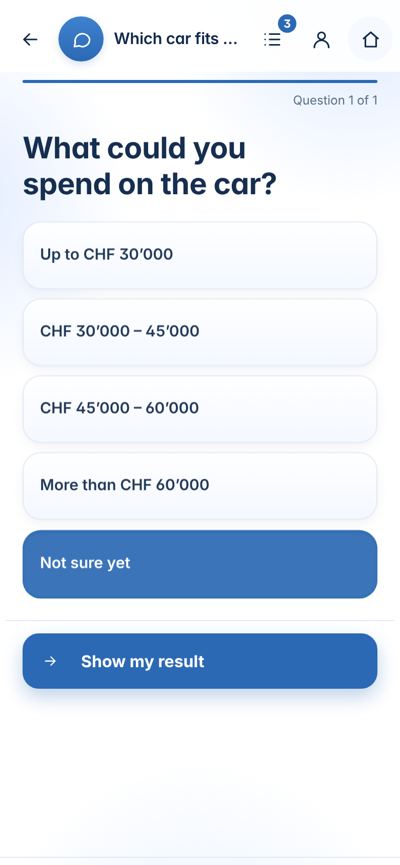 Which car fits ...
3
Question 1 of 1
What could you
spend on the car?
Up to CHF 30’000
CHF 30’000 – 45’000
CHF 45’000 – 60’000
More than CHF 60’000
Not sure yet
Show my result